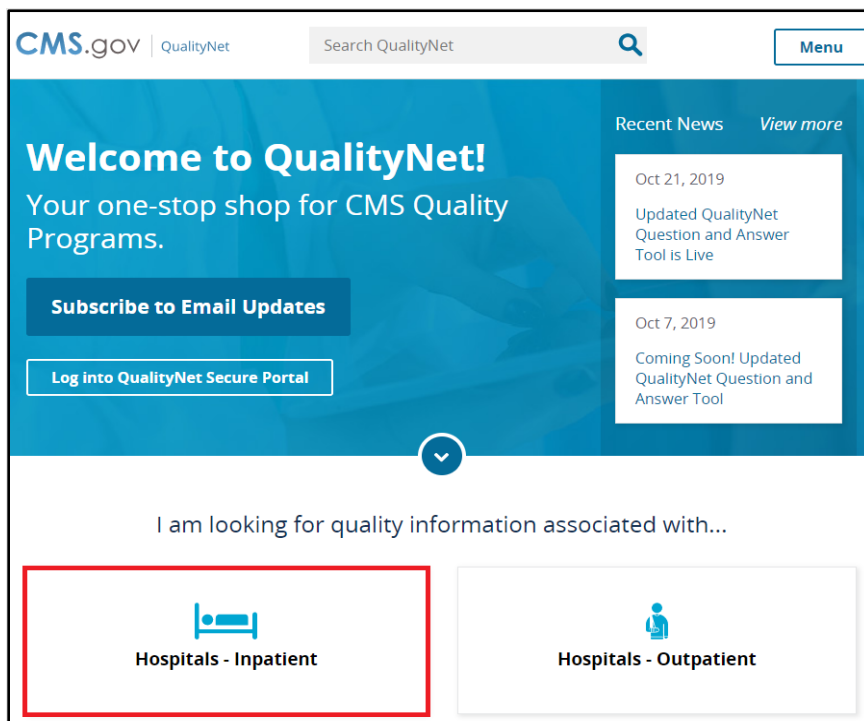 CMS.gov QualityNet
Search QualityNet
Menu
Welcome to QualityNet!
Your one-stop shop for CMS Quality
Programs.
Subscribe to Email Updates
Log into QualityNet Secure Portal
Recent News View more
Oct 21, 2019
Updated QualityNet
Question and Answer
Tool is Live
Oct 7, 2019
Coming Soon! Updated
QualityNet Question and
Answer Tool
I am looking for quality information associated with...
Hospitals - Inpatient
Hospitals - Outpatient